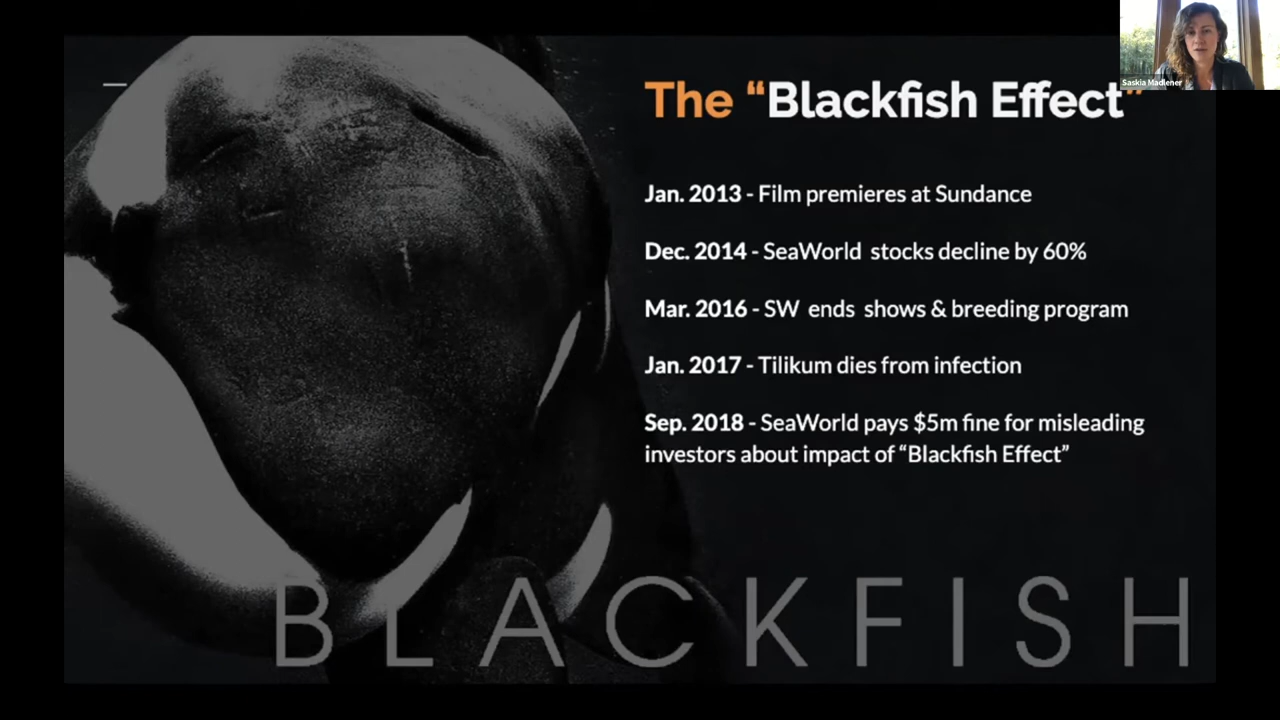 Saskia Madlener
The “Blackfish Effect”
Jan. 2013 - Film premieres at Sundance
Dec. 2014 - SeaWorld stocks decline by 60%
Mar. 2016 - SW ends shows & breeding program
Jan. 2017 - Tilikum dies from infection
Sep. 2018 - SeaWorld pays $5m fine for misleading
investors about impact of “Blackfish Effect”
BLACKFISH